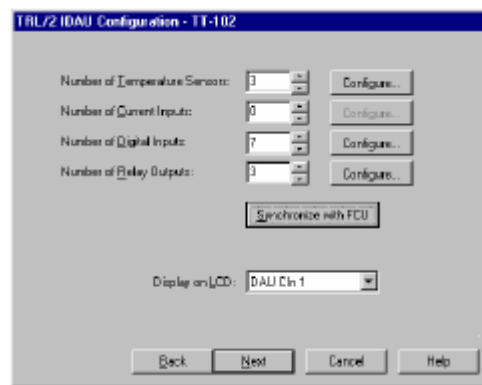 TRL/2 IDAU Configuration - TT-102
Number of Temperature Sensors: 3 Configure...
Number of Current Inputs: 0 Configure...
Number of Digital Inputs: 7 Configure...
Number of Relay Outputs: 3 Configure...
Synchronize with FCU
Display on LCD: DAU Cln 1
Back Next Cancel Help